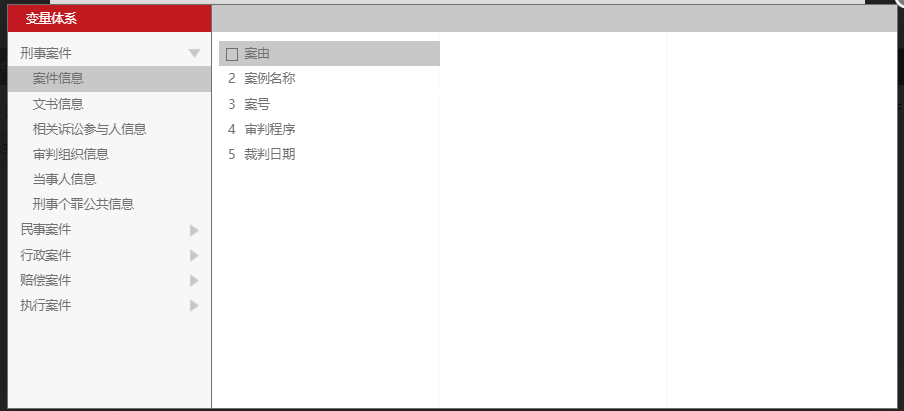 变量体系
刑事案件
案件信息
文书信息
相关诉讼参与人信息
审判组织信息
当事人信息
刑事个罪公共信息
民事案件
行政案件
赔偿案件
执行案件
案由
2 案例名称
3 案号
4 审判程序
5 裁判日期